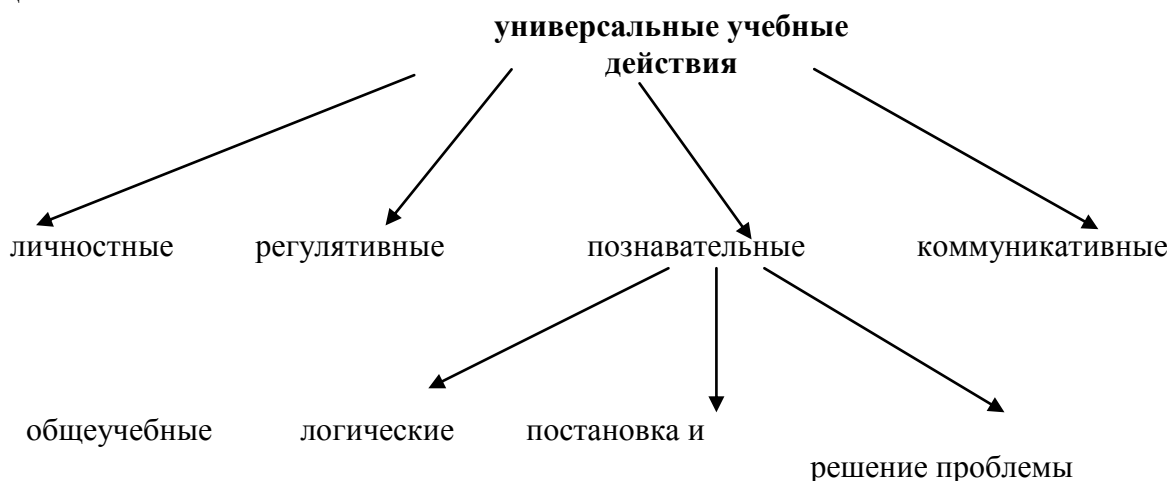 универсальные учебные
действия
личностные регулятивные познавательные коммуникативные
общеучебные логические постановка и
решение проблемы